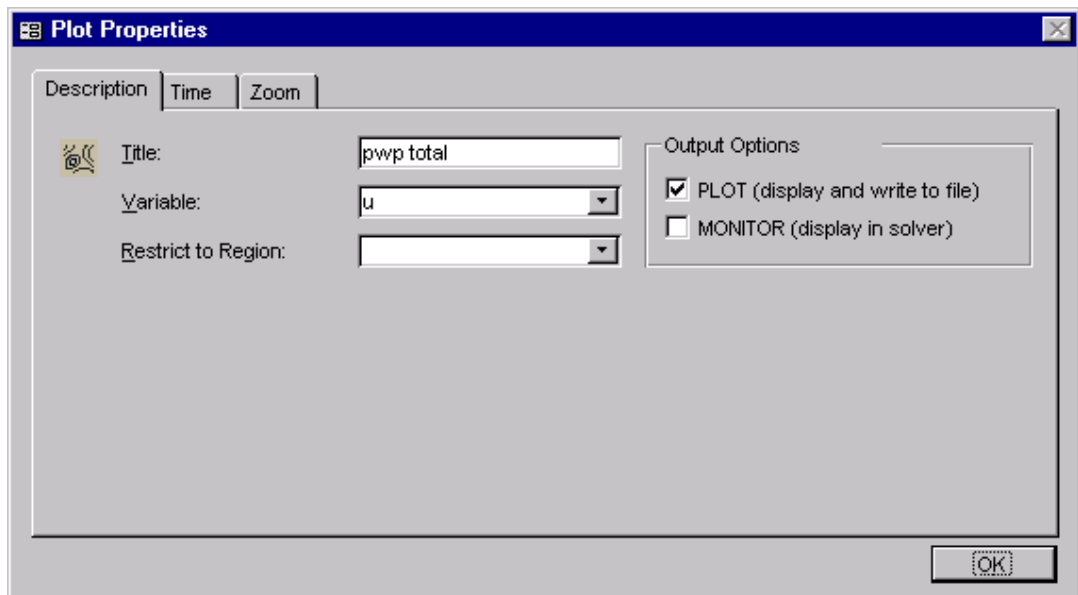 Plot Properties
Description Time Zoom
Title: pwp total
Variable: u
Restrict to Region:
Output Options
PLOT (display and write to file)
MONITOR (display in solver)
OK